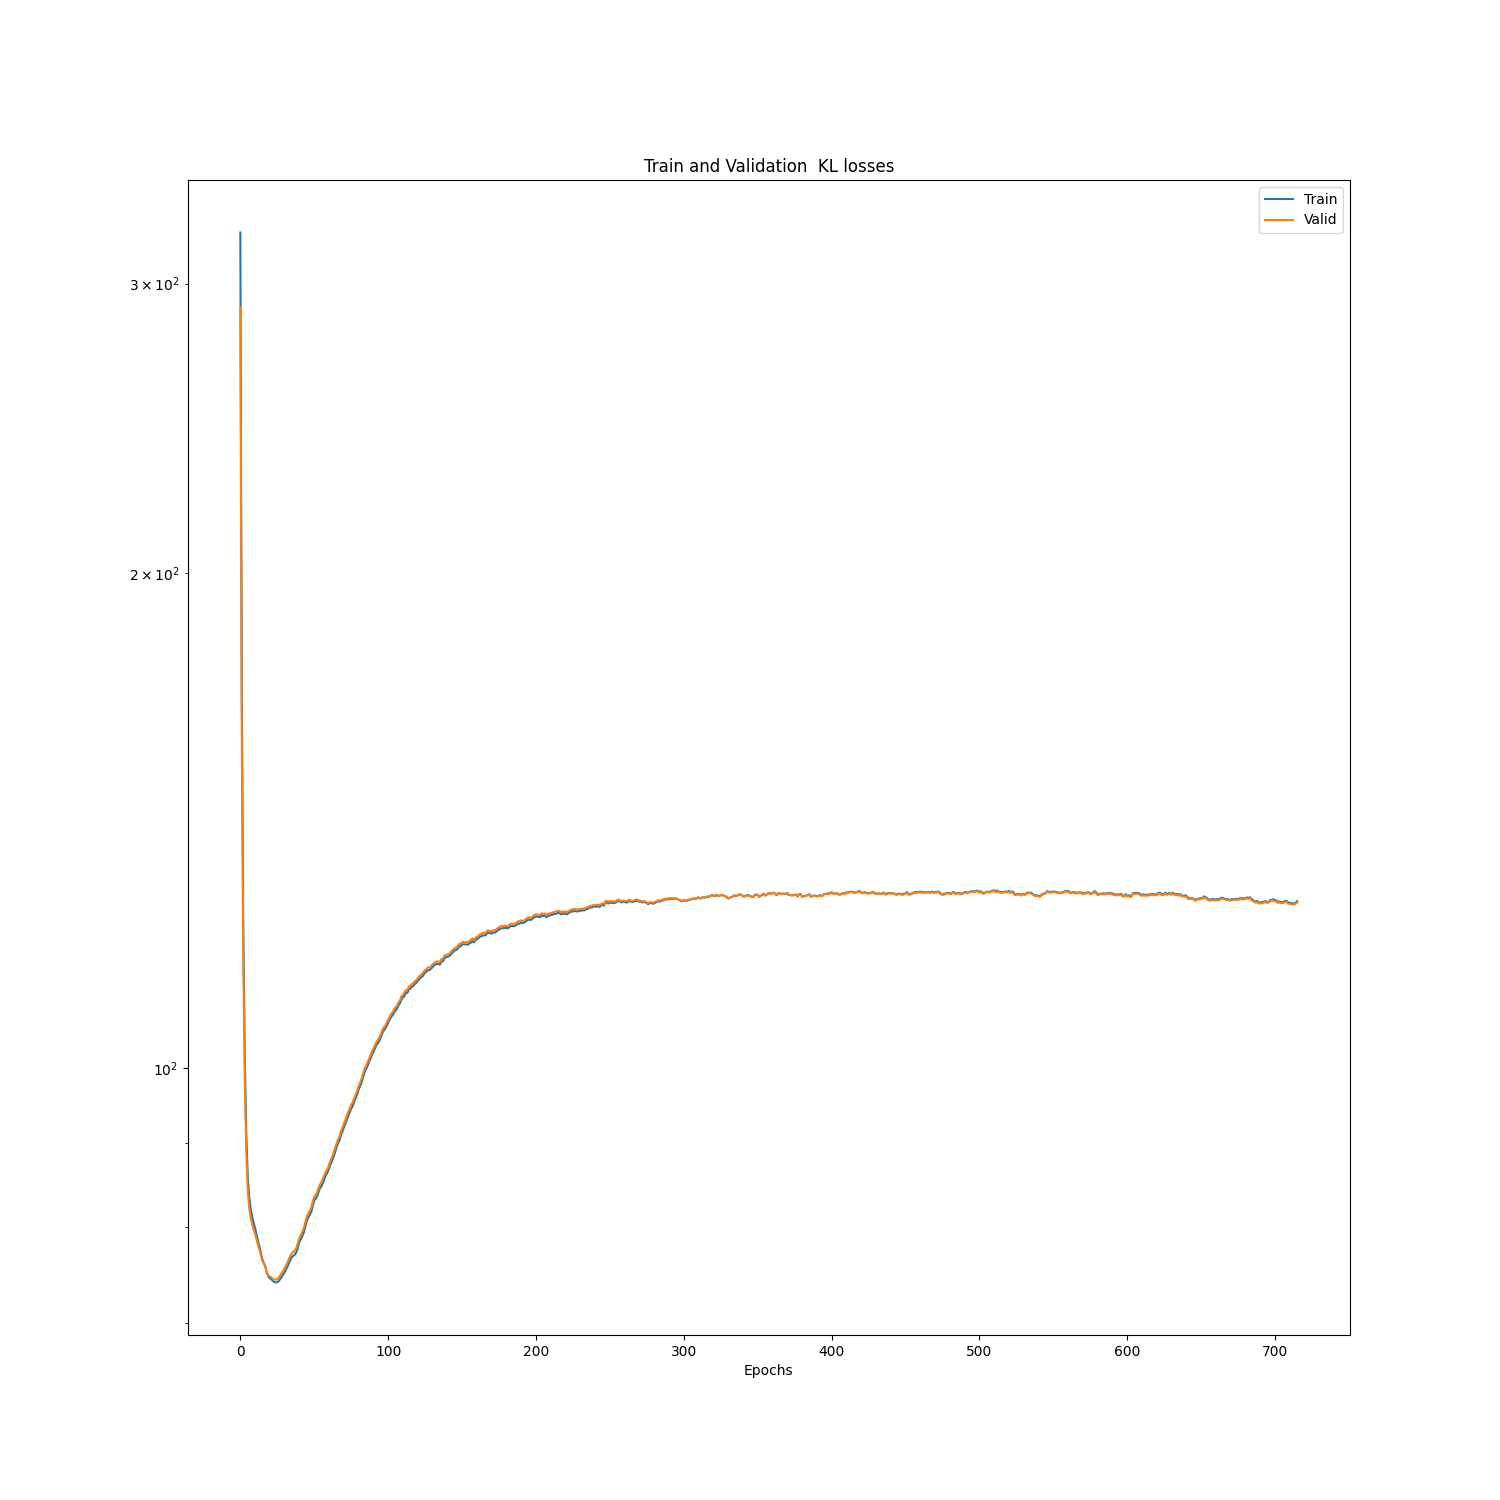 Train and Validation  KL losses
Train
Valid
3 × 10²
2 × 10²
10²
0 100 200 300 400 500 600 700
Epochs